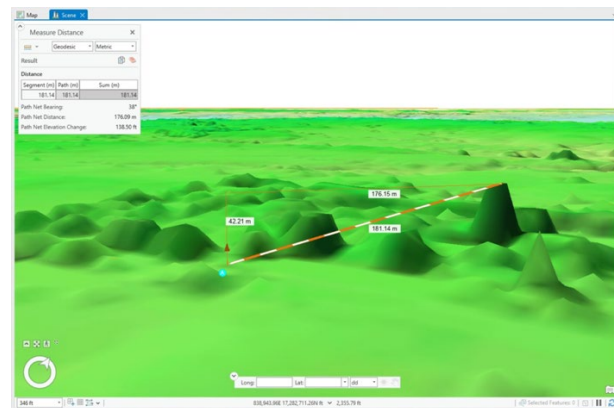 Map Scene
Measure Distance
Geodesic Metric
Result
Distance
Segment (m) Path (m) Sum (m)
181.14 181.14 181.14
Path Net Bearing: 38°
Path Net Distance: 176.09 m
Path Net Elevation Change: 138.50 ft
176.15 m
42.21 m
181.14 m
Long: Lat: dd
346 ft
Selected Features: 0